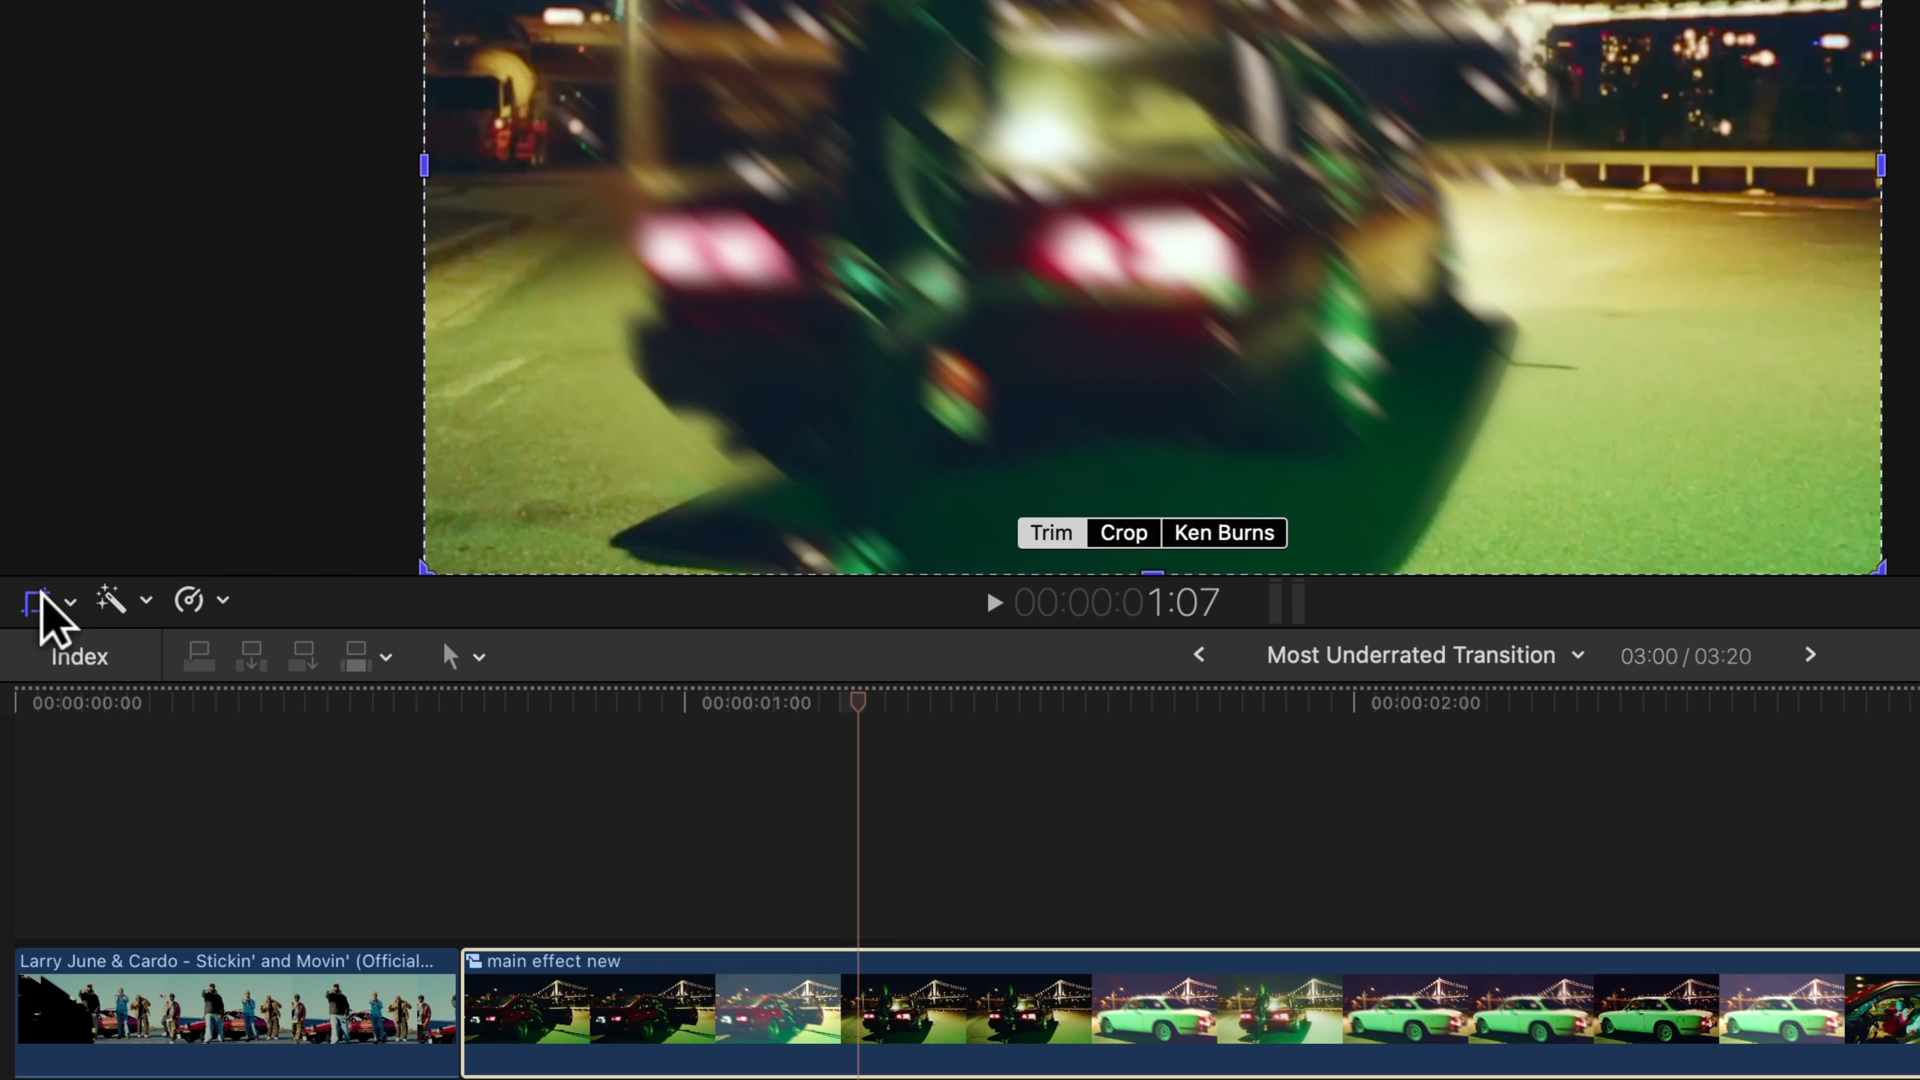 Trim Crop Ken Burns
00:00:01:07
Index
Most Underrated Transition
03:00 / 03:20
00:00:00:00
00:00:01:00
00:00:02:00
Larry June & Cardo - Stickin' and Movin' (Official...
main effect new